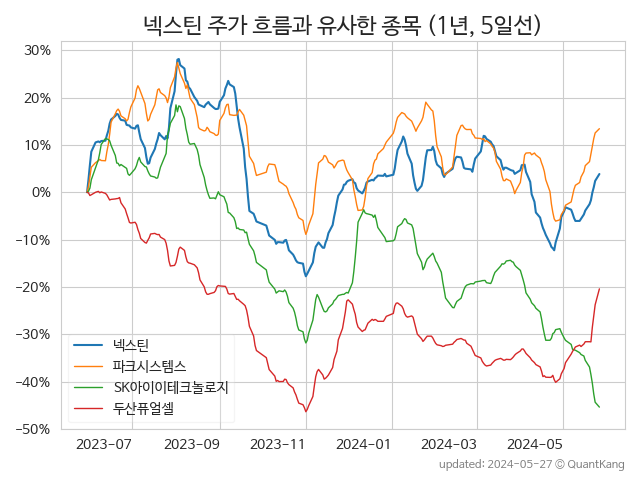 넥스틴 주가 흐름과 유사한 종목 (1년, 5일선)
30%
20%
10%
0%
−10%
−20%
−30%
−40%
−50%
넥스틴
파크시스템스
SK아이이테크놀로지
두산퓨얼셀
2023-07 2023-09 2023-11 2024-01 2024-03 2024-05
updated: 2024-05-27 © QuantKang